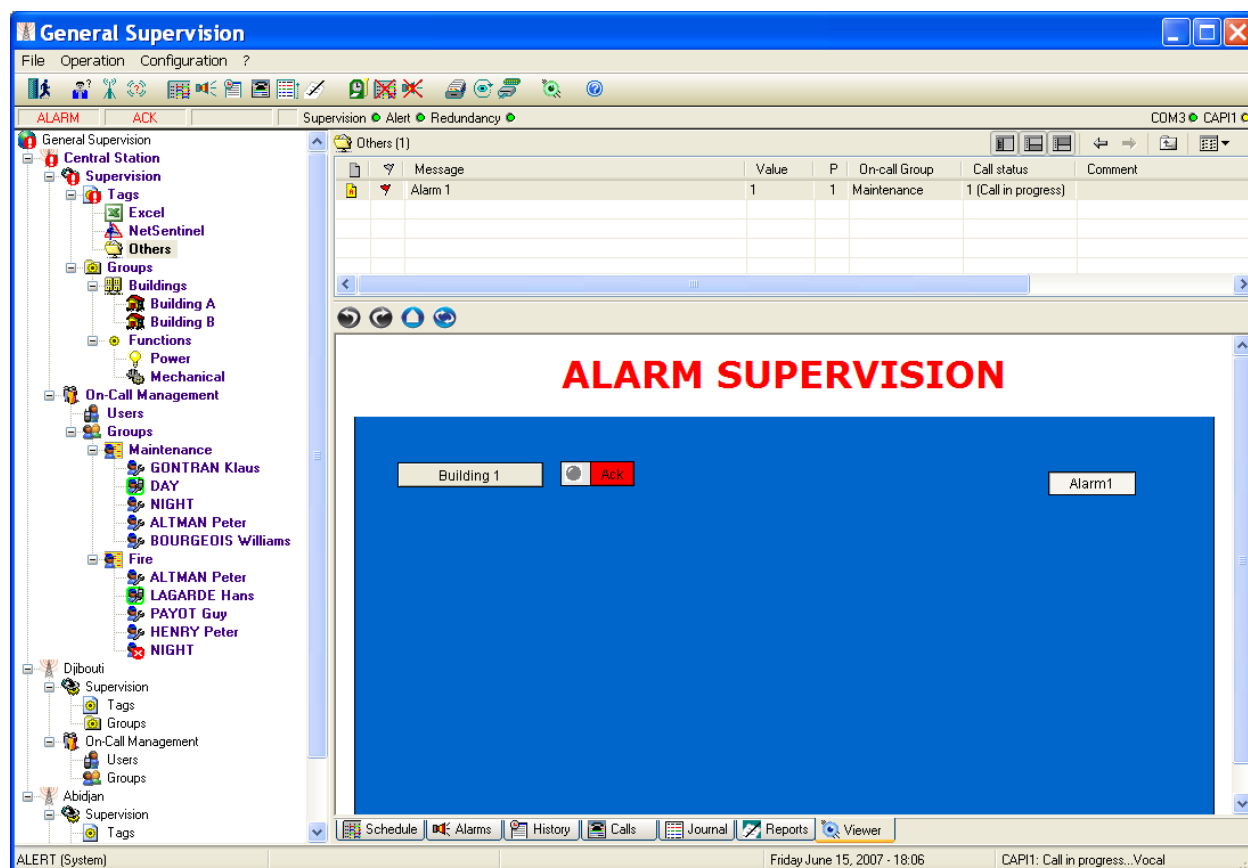 General Supervision
File Operation Configuration ?
ALARM ACK Supervision Alert Redundancy COM3 CAPI1
General Supervision
Central Station
Supervision
Tags
Excel
NetSentinel
Others
Groups
Buildings
Building A
Building B
Functions
Power
Mechanical
On-Call Management
Users
Groups
Maintenance
GONTRAN Klaus
DAY
NIGHT
ALTMAN Peter
BOURGEOIS Williams
Fire
ALTMAN Peter
LAGARDE Hans
PAYOT Guy
HENRY Peter
NIGHT
Djibouti
Supervision
Tags
Groups
On-Call Management
Users
Groups
Abidjan
Supervision
Tags
Others (1)
Message Value P On-call Group Call status Comment
Alarm 1 1 1 Maintenance 1 (Call in progress)
ALARM SUPERVISION
Building 1 Ack Alarm1
Schedule Alarms History Calls Journal Reports Viewer
ALERT (System) Friday June 15, 2007 - 18:06 CAPI1: Call in progress...Vocal